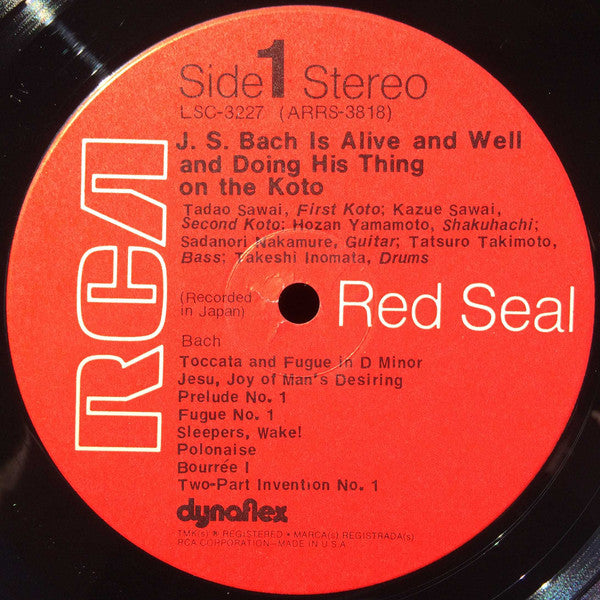 Side 1 Stereo
LSC-3227 (ARRS-3818)
J. S. Bach Is Alive and Well
and Doing His Thing
on the Koto
Tadao Sawai, First Koto; Kazue Sawai,
Second Koto; Hozan Yamamoto, Shakuhachi;
Sadanori Nakamure, Guitar; Tatsuro Takimoto,
Bass; Takeshi Inomata, Drums
RCA
(Recorded
in Japan)
Red Seal
Bach
Toccata and Fugue in D Minor
Jesu, Joy of Man's Desiring
Prelude No. 1
Fugue No. 1
Sleepers, Wake!
Polonaise
Bourrée I
Two-Part Invention No. 1
dynaflex
TMK(s) ® REGISTERED • MARCA(s) REGISTRADA(s)
RCA CORPORATION—MADE IN U.S.A.